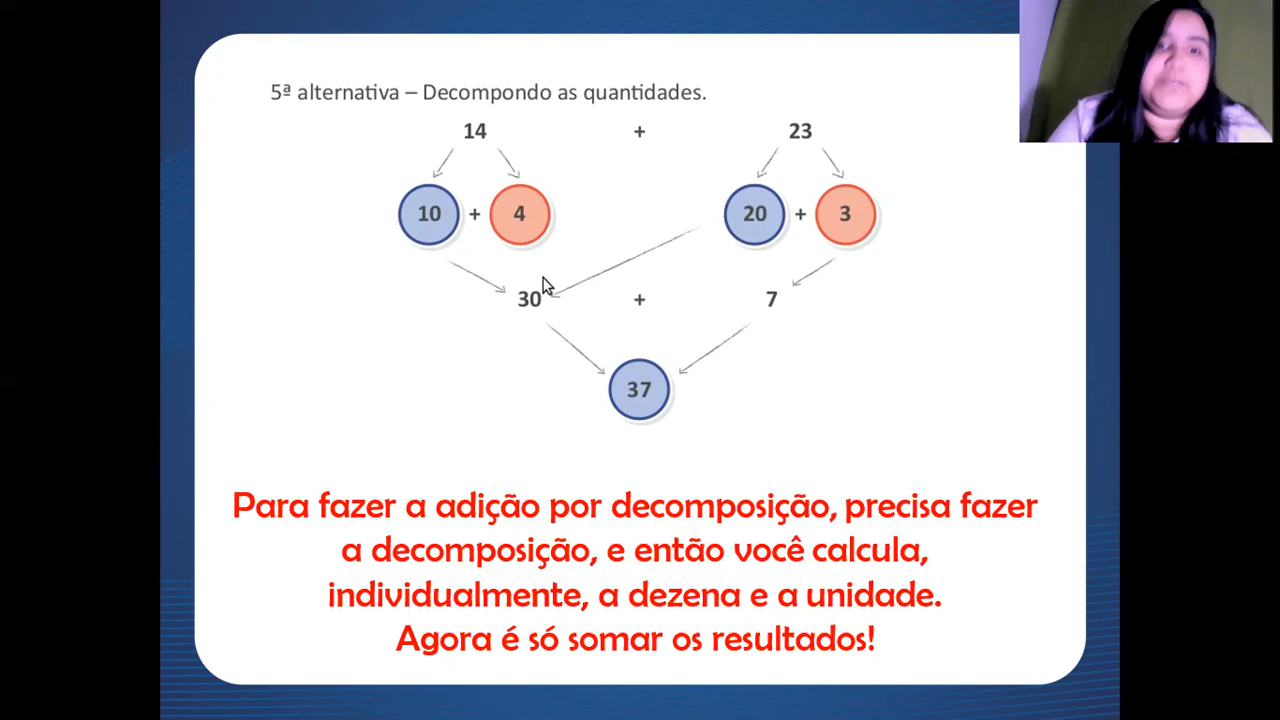 5ª alternativa – Decompondo as quantidades.
14 + 23
10 + 4 20 + 3
30 + 7
37
Para fazer a adição por decomposição, precisa fazer
a decomposição, e então você calcula,
individualmente, a dezena e a unidade.
Agora é só somar os resultados!